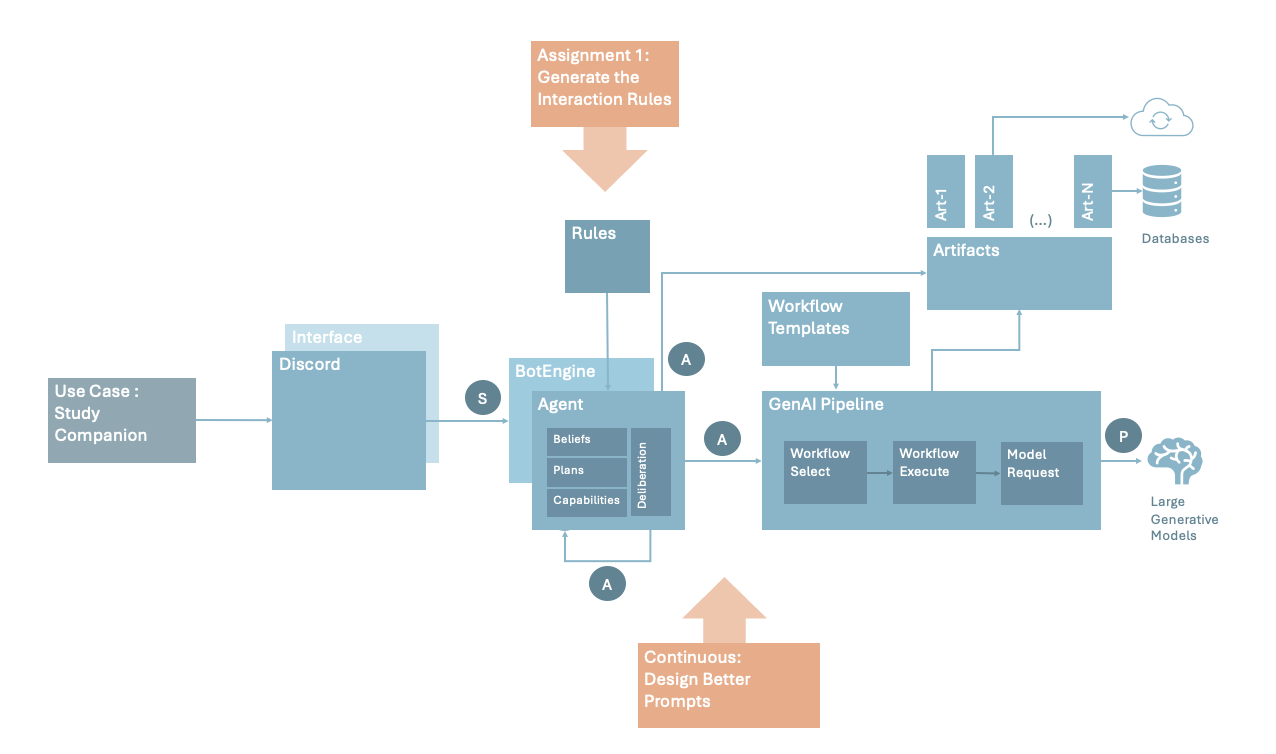 Assignment 1:
Generate the
Interaction Rules
Rules
Art-1
Art-2
(...)
Art-N
Databases
Artifacts
Workflow
Templates
Interface
Discord
Use Case :
Study
Companion
S
BotEngine
Agent
Beliefs
Plans
Capabilities
Deliberation
A
A
A
GenAI Pipeline
Workflow
Select
Workflow
Execute
Model
Request
P
Large
Generative
Models
Continuous:
Design Better
Prompts